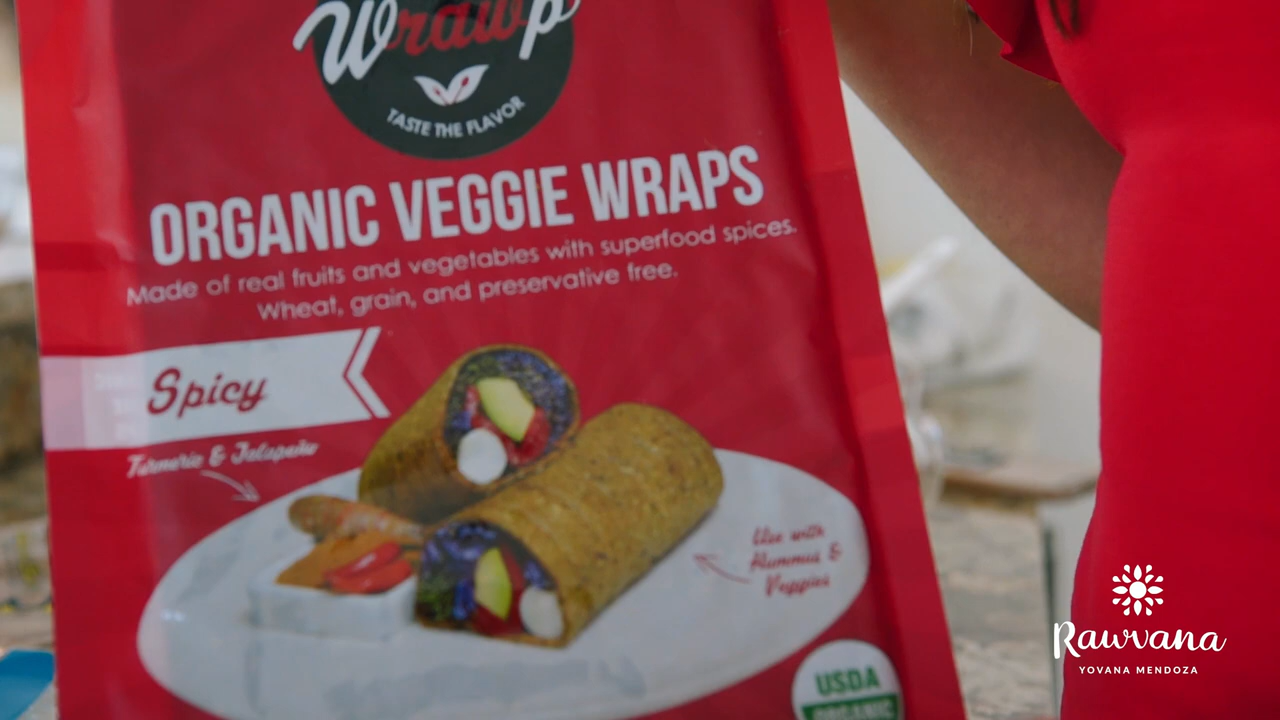 Wrawp
TASTE THE FLAVOR
ORGANIC VEGGIE WRAPS
Made of real fruits and vegetables with superfood spices.
Wheat, grain, and preservative free.
Spicy
Turmeric & Jalapeño
Use with
Hummus &
Veggies
USDA
ORGANIC
Rawvana
YOVANA MENDOZA